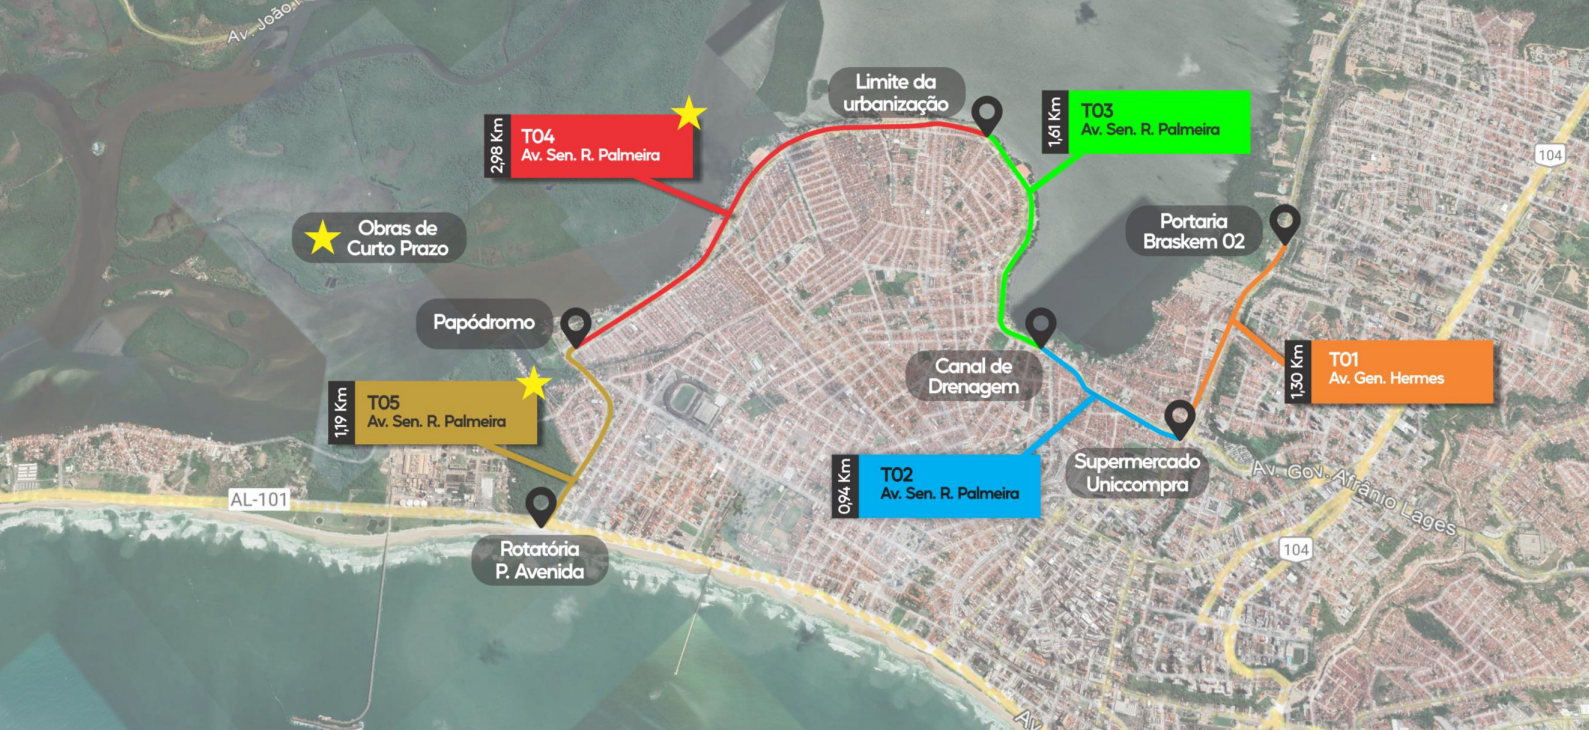 Av. João
Limite da
urbanização
1,61 Km
T03
Av. Sen. R. Palmeira
2,98 Km
T04
Av. Sen. R. Palmeira
104
Obras de
Curto Prazo
Portaria
Braskem 02
Papódromo
Canal de
Drenagem
1,30 Km
T01
Av. Gen. Hermes
1,19 Km
T05
Av. Sen. R. Palmeira
0,94 Km
T02
Av. Sen. R. Palmeira
Supermercado
Uniccompra
Av. Gov. Afrânio Lages
AL-101
Rotatória
P. Avenida
104
Av